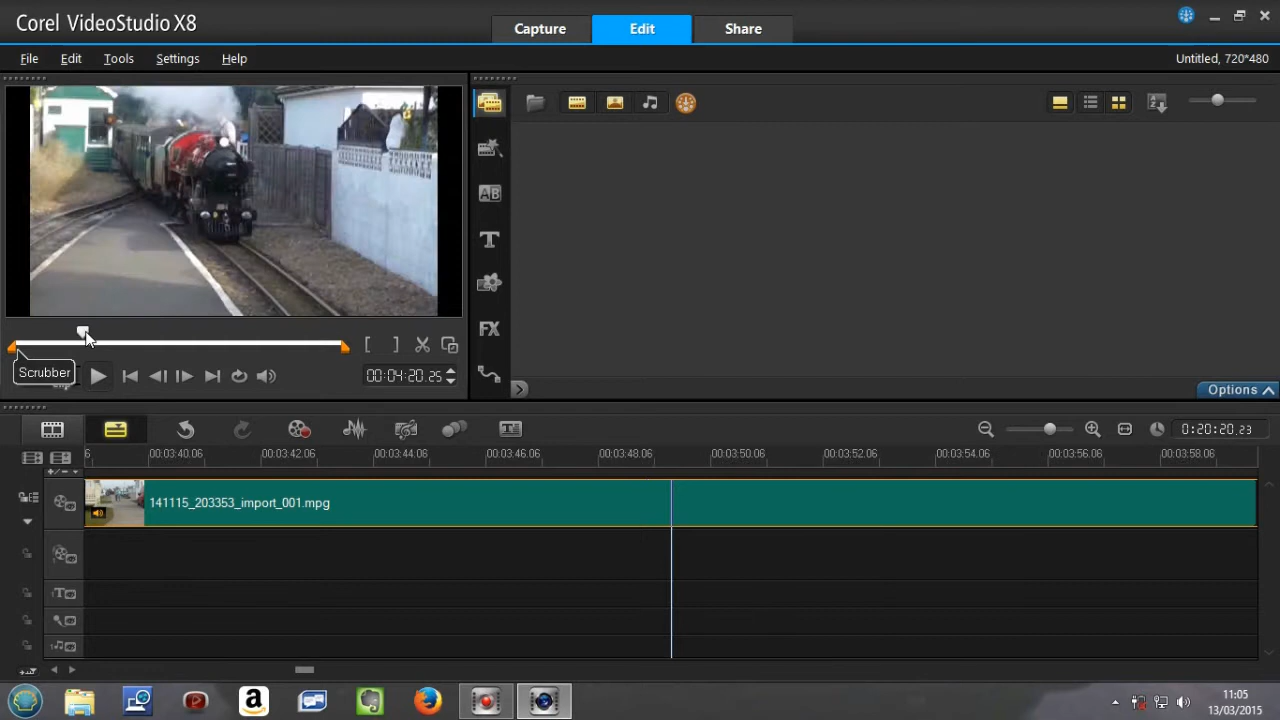 Corel VideoStudio X8
Capture
Edit
Share
File
Edit
Tools
Settings
Help
Untitled, 720*480
AB
T
FX
Scrubber
00:04:20.25
Options
0:20:20.23
6
00:03:40.06
00:03:42.06
00:03:44.06
00:03:46.06
00:03:48.06
00:03:50.06
00:03:52.06
00:03:54.06
00:03:56.06
00:03:58.06
141115_203353_import_001.mpg
11:05
13/03/2015